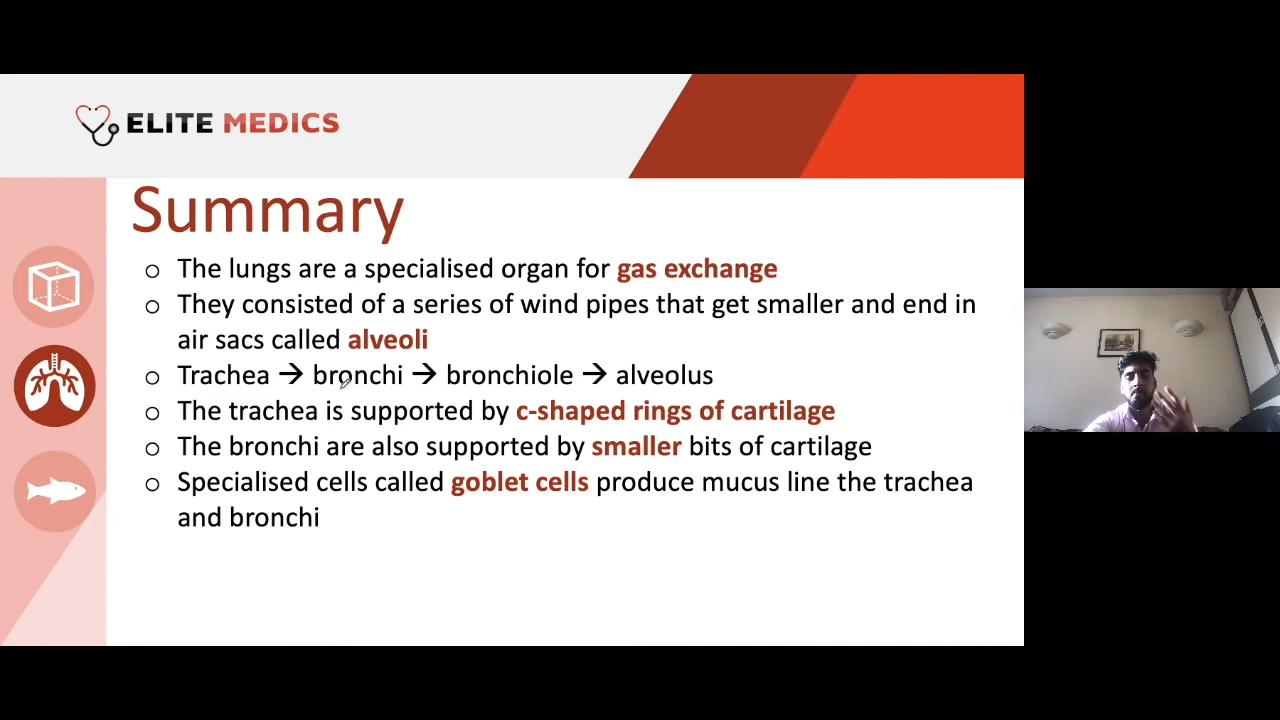 ELITE MEDICS
Summary
o The lungs are a specialised organ for gas exchange
o They consisted of a series of wind pipes that get smaller and end in
air sacs called alveoli
o Trachea → bronchi → bronchiole → alveolus
o The trachea is supported by c-shaped rings of cartilage
o The bronchi are also supported by smaller bits of cartilage
o Specialised cells called goblet cells produce mucus line the trachea
and bronchi